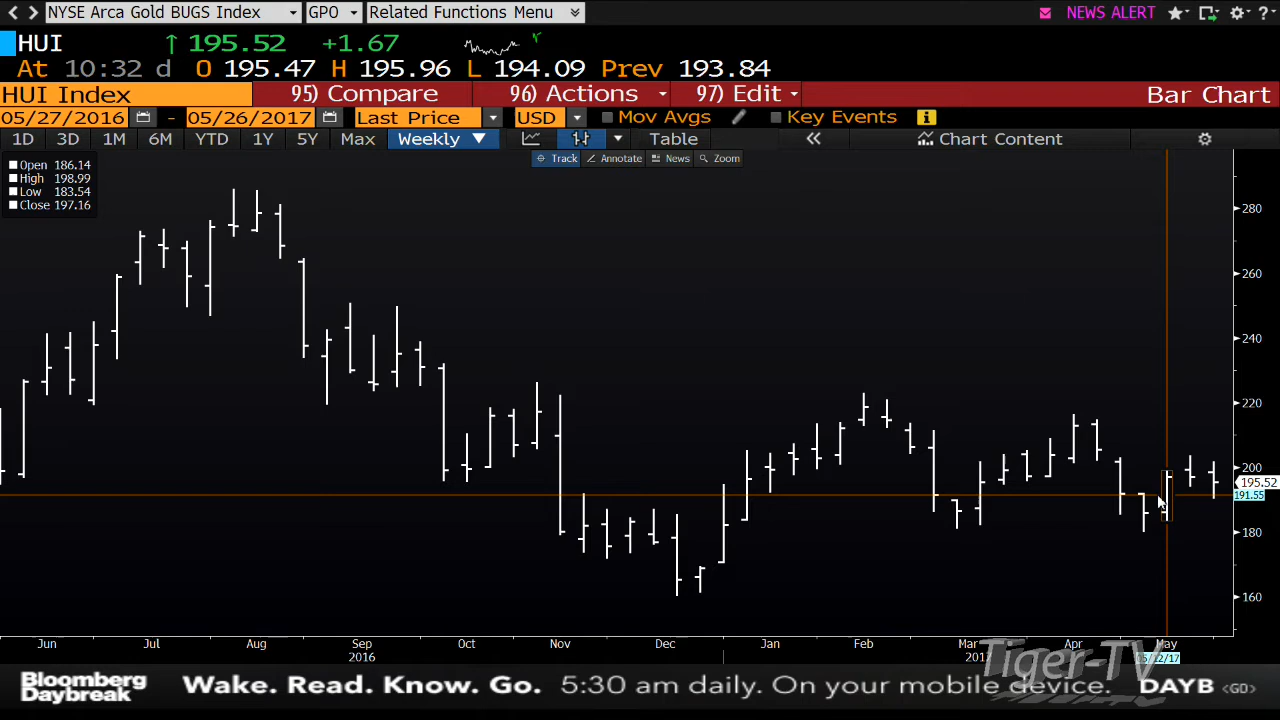 NYSE Arca Gold BUGS Index GPO Related Functions Menu NEWS ALERT ?
HUI ↑ 195.52 +1.67
At 10:32 d O 195.47 H 195.96 L 194.09 Prev 193.84
HUI Index 95) Compare 96) Actions 97) Edit Bar Chart
05/27/2016 - 05/26/2017 Last Price USD Mov Avgs Key Events i
1D 3D 1M 6M YTD 1Y 5Y Max Weekly ▼ Table « Chart Content
Track Annotate News Zoom
Open 186.14
High 198.99
Low 183.54
Close 197.16
280
260
240
220
200
195.52
191.55
180
160
Jun Jul Aug Sep Oct Nov Dec Jan Feb Mar Apr May
2016
Tiger-TV
Bloomberg
Daybreak
Wake. Read. Know. Go. 5:30 am daily. On your mobile device. DAYB <GO>